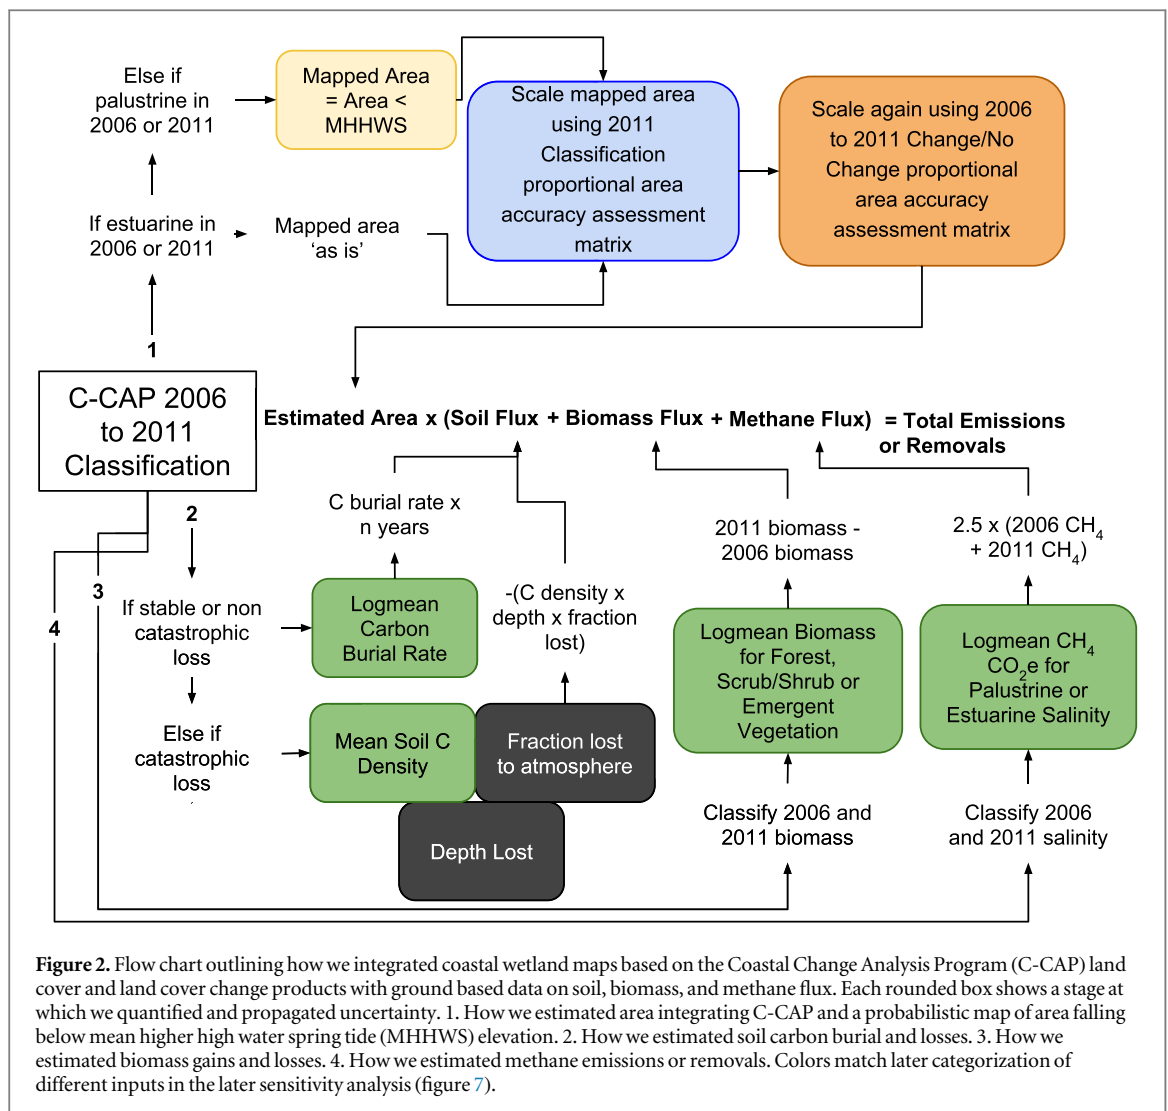 Else if
palustrine in
2006 or 2011
Mapped Area
= Area <
MHHWS
Scale mapped area
using 2011
Classification
proportional area
accuracy assessment
matrix
Scale again using 2006
to 2011 Change/No
Change proportional
area accuracy
assessment matrix
If estuarine in
2006 or 2011
Mapped area
‘as is’
1
C-CAP 2006
to 2011
Classification
Estimated Area x (Soil Flux + Biomass Flux + Methane Flux) = Total Emissions
or Removals
2
3
4
C burial rate x
n years
2011 biomass -
2006 biomass
2.5 x (2006 CH4
+ 2011 CH4)
If stable or non
catastrophic
loss
Logmean
Carbon
Burial Rate
-(C density x
depth x fraction
lost)
Logmean Biomass
for Forest,
Scrub/Shrub or
Emergent
Vegetation
Logmean CH4
CO2e for
Palustrine or
Estuarine Salinity
Else if
catastrophic
loss
Mean Soil C
Density
Fraction lost
to atmosphere
Depth Lost
Classify 2006 and
2011 biomass
Classify 2006
and 2011 salinity
Figure 2. Flow chart outlining how we integrated coastal wetland maps based on the Coastal Change Analysis Program (C-CAP) land
cover and land cover change products with ground based data on soil, biomass, and methane flux. Each rounded box shows a stage at
which we quantified and propagated uncertainty. 1. How we estimated area integrating C-CAP and a probabilistic map of area falling
below mean higher high water spring tide (MHHWS) elevation. 2. How we estimated soil carbon burial and losses. 3. How we
estimated biomass gains and losses. 4. How we estimated methane emissions or removals. Colors match later categorization of
different inputs in the later sensitivity analysis (figure 7).